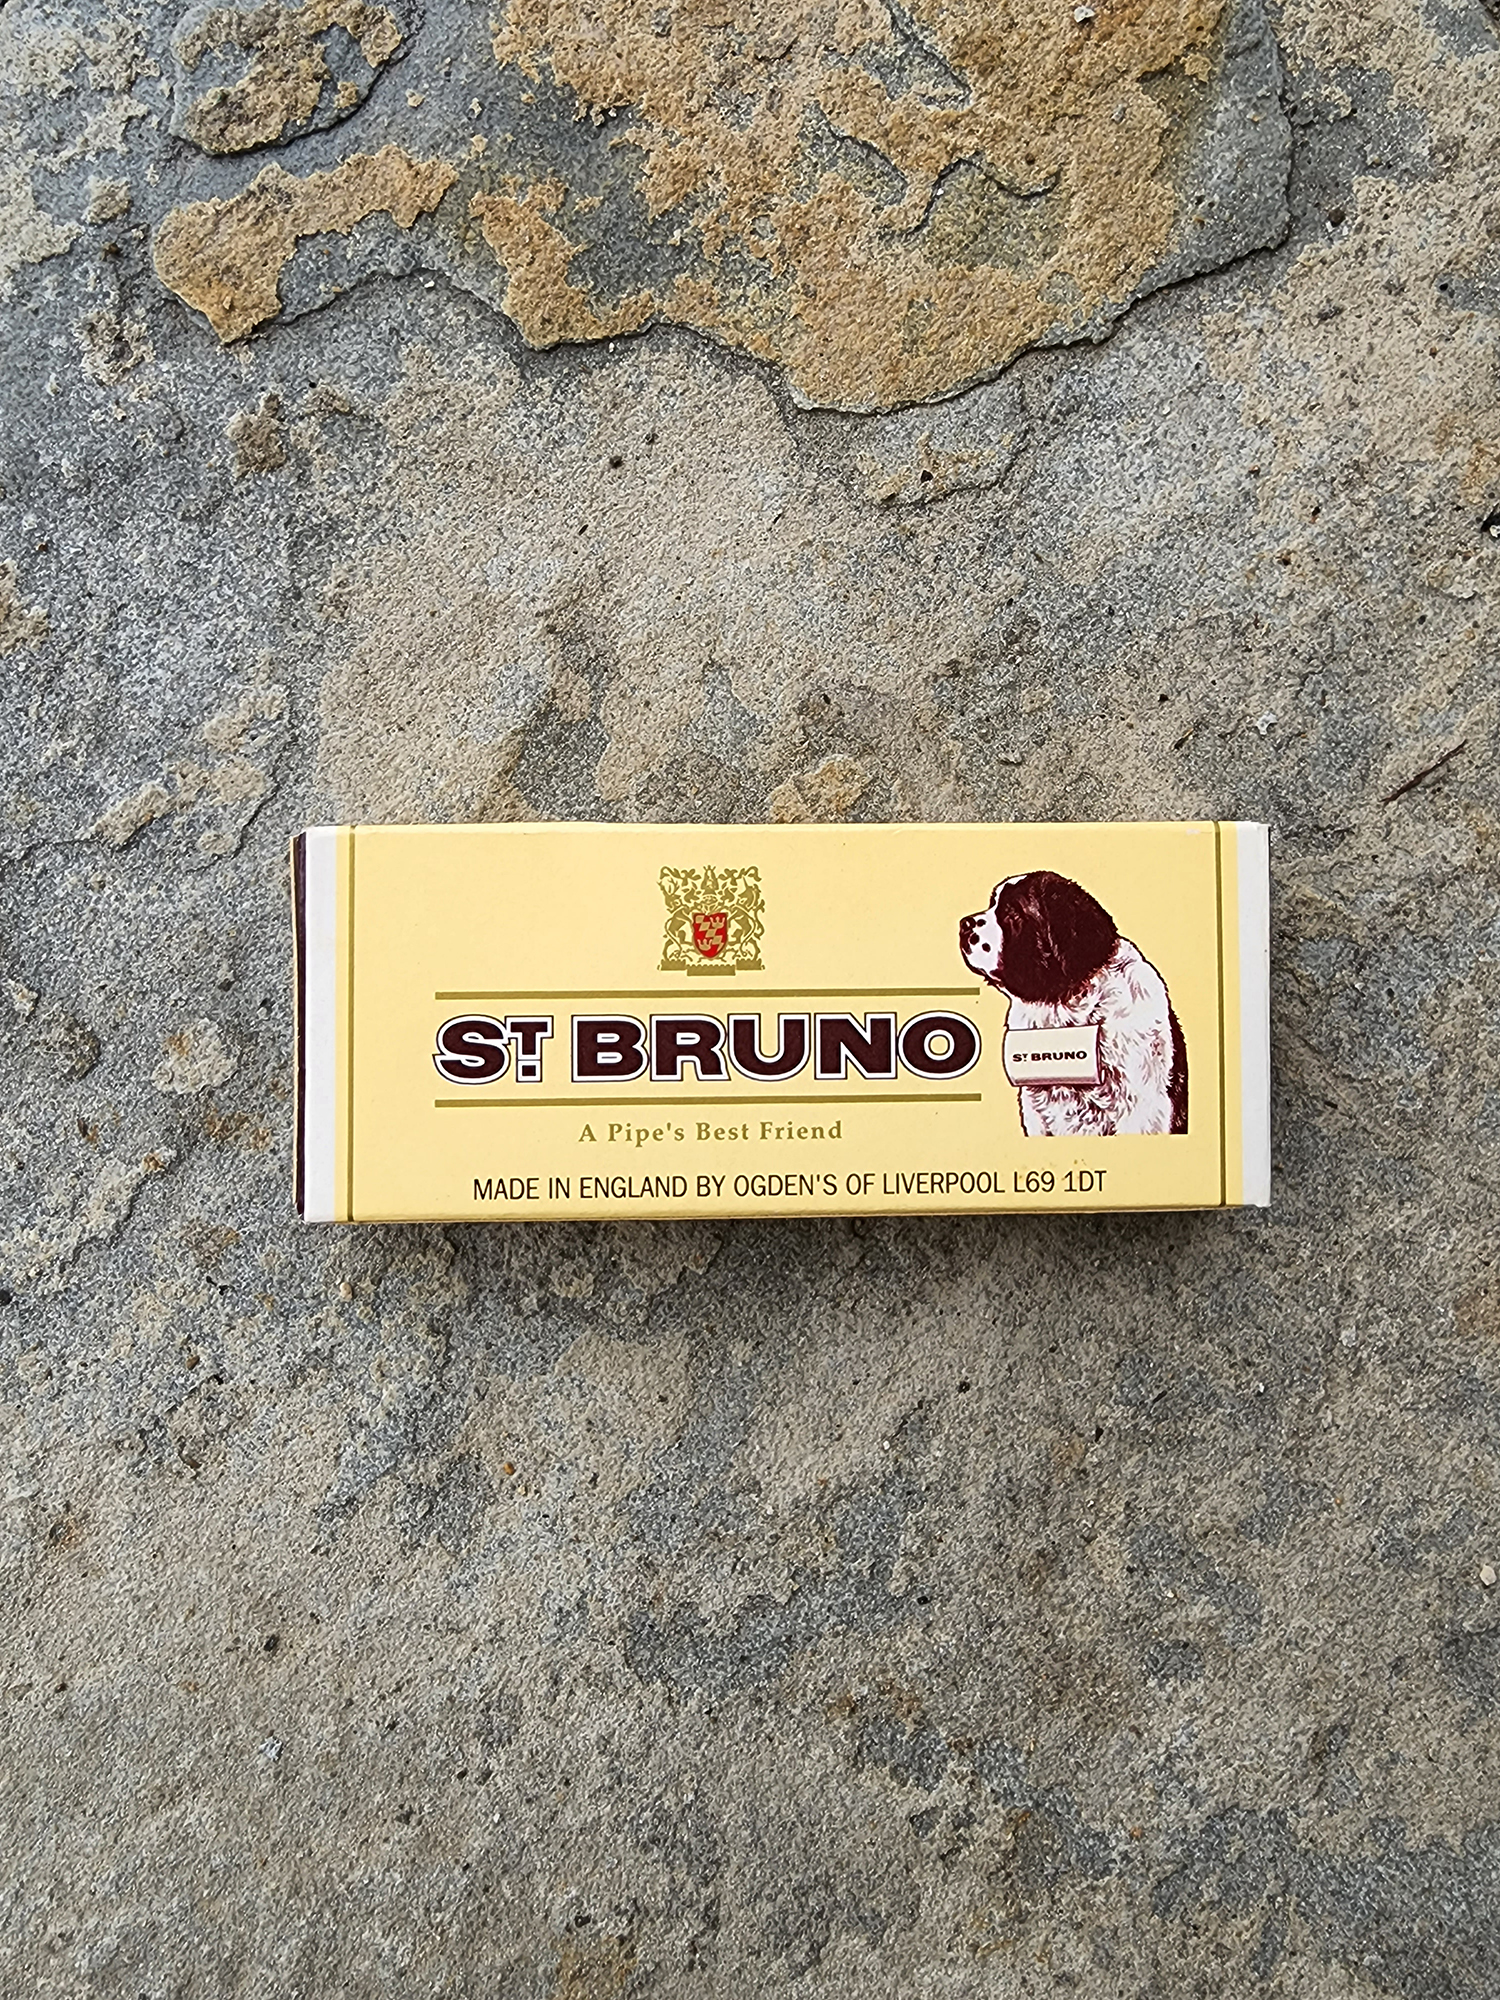 ST. BRUNO
ST. BRUNO
A Pipe's Best Friend
MADE IN ENGLAND BY OGDEN'S OF LIVERPOOL L69 1DT